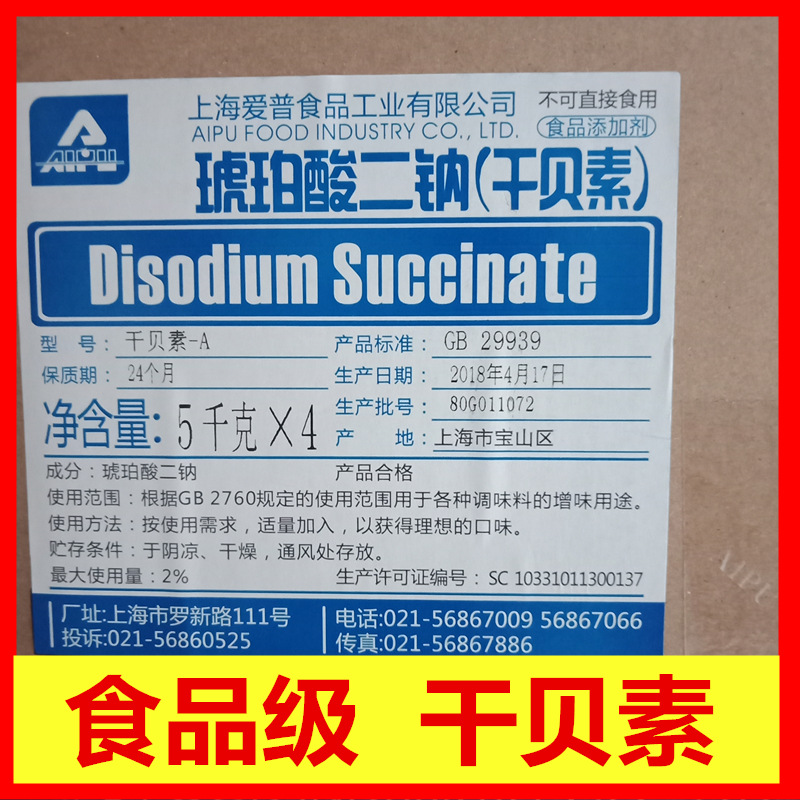 AIPU
上海爱普食品工业有限公司
AIPU FOOD INDUSTRY CO., LTD.
不可直接食用
食品添加剂
琥珀酸二钠(干贝素)
Disodium Succinate
型 号: 干贝素-A
产品标准: GB 29939
保质期: 24个月
生产日期: 2018年4月17日
净含量: 5千克×4
生产批号: 80G011072
产 地: 上海市宝山区
成分:琥珀酸二钠
产品合格
使用范围:根据GB 2760规定的使用范围用于各种调味料的增味用途。
使用方法:按使用需求,适量加入,以获得理想的口味。
贮存条件:于阴凉、干燥,通风处存放。
最大使用量:2%
生产许可证编号: SC 10331011300137
厂址:上海市罗新路111号
投诉:021-56860525
电话:021-56867009 56867066
传真:021-56867886
AIPU
食品级 干贝素